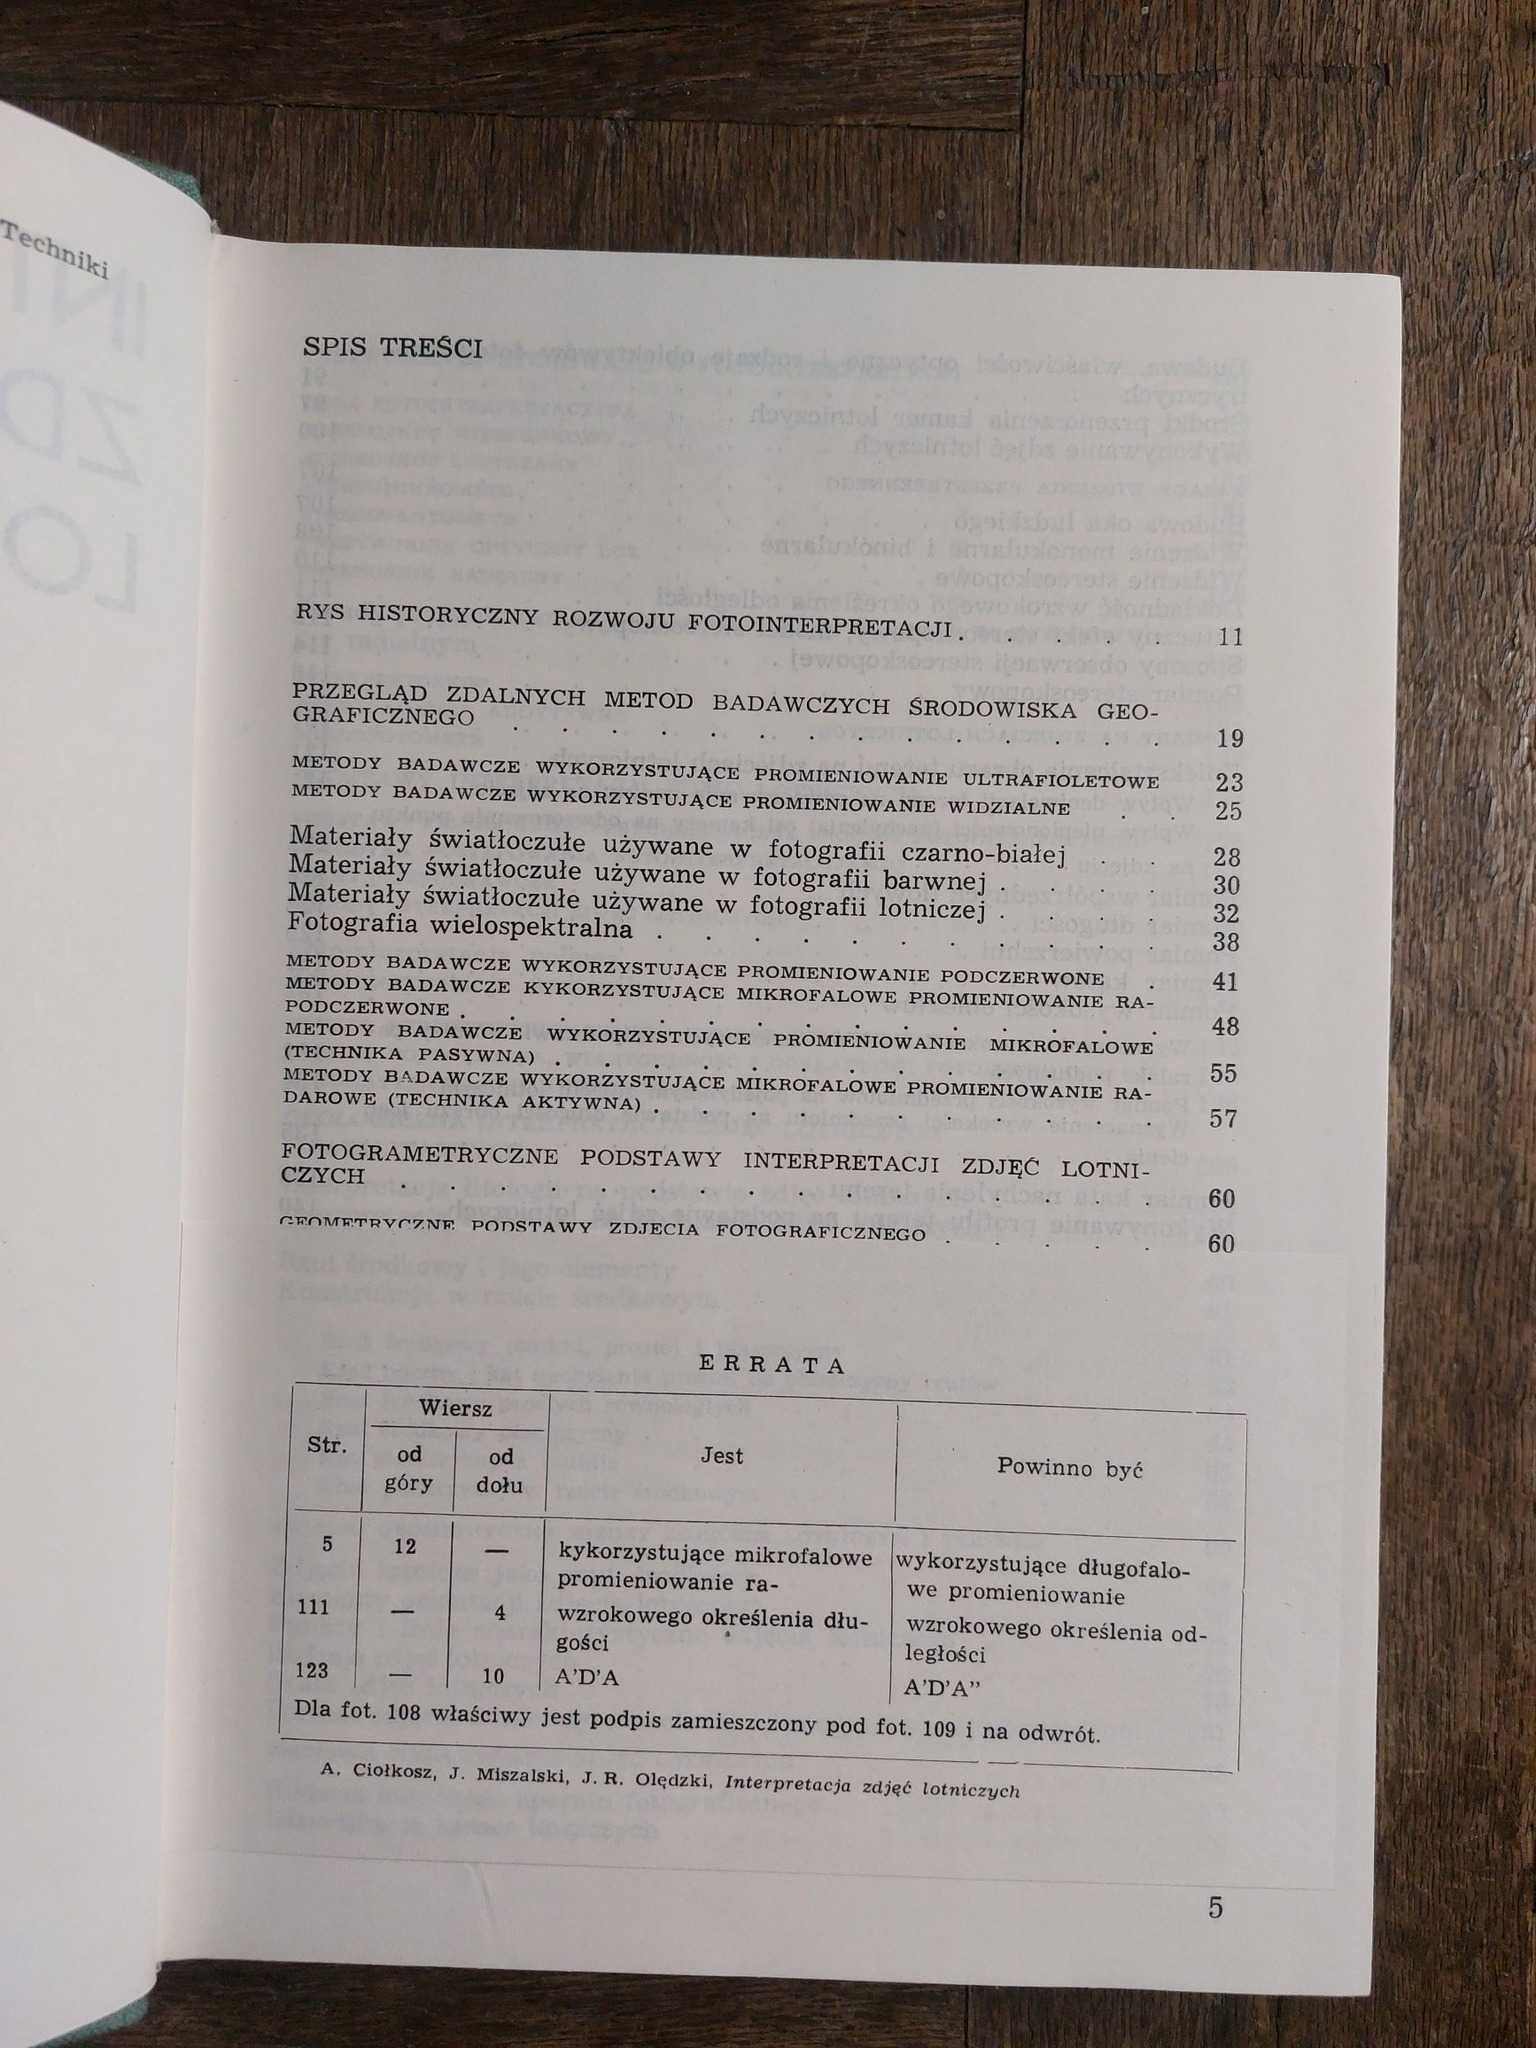 Techniki
SPIS TREŚCI
RYS HISTORYCZNY ROZWOJU FOTOINTERPRETACJI . . . . . 11
PRZEGLĄD ZDALNYCH METOD BADAWCZYCH ŚRODOWISKA GEO-
GRAFICZNEGO . . . . . . . . . . . . . . 19
METODY BADAWCZE WYKORZYSTUJĄCE PROMIENIOWANIE ULTRAFIOLETOWE 23
METODY BADAWCZE WYKORZYSTUJĄCE PROMIENIOWANIE WIDZIALNE . . 25
Materiały światłoczułe używane w fotografii czarno-białej . . 28
Materiały światłoczułe używane w fotografii barwnej . . . . 30
Materiały światłoczułe używane w fotografii lotniczej . . . . 32
Fotografia wielospektralna . . . . . . . . . . . 38
METODY BADAWCZE WYKORZYSTUJĄCE PROMIENIOWANIE PODCZERWONE . 41
METODY BADAWCZE KYKORZYSTUJĄCE MIKROFALOWE PROMIENIOWANIE RA-
PODCZERWONE . . . . . . . . . . . . . . . 48
METODY BADAWCZE WYKORZYSTUJĄCE PROMIENIOWANIE MIKROFALOWE
(TECHNIKA PASYWNA) . . . . . . . . . . . . . 55
METODY BADAWCZE WYKORZYSTUJĄCE MIKROFALOWE PROMIENIOWANIE RA-
DAROWE (TECHNIKA AKTYWNA) . . . . . . . . . . . 57
FOTOGRAMETRYCZNE PODSTAWY INTERPRETACJI ZDJĘĆ LOTNI-
CZYCH . . . . . . . . . . . . . . . . 60
GEOMETRYCZNE PODSTAWY ZDJĘCIA FOTOGRAFICZNEGO . . . . . 60
ERRATA
Str. Wiersz Jest Powinno być
od góry od dołu
5 12 — kykorzystujące mikrofalowe wykorzystujące długofalo-
promieniowanie ra- we promieniowanie
111 — 4 wzrokowego określenia dłu- wzrokowego określenia od-
gości ległości
123 — 10 A'D'A A'D'A"
Dla fot. 108 właściwy jest podpis zamieszczony pod fot. 109 i na odwrót.
A. Ciołkosz, J. Miszalski, J. R. Olędzki, Interpretacja zdjęć lotniczych
5